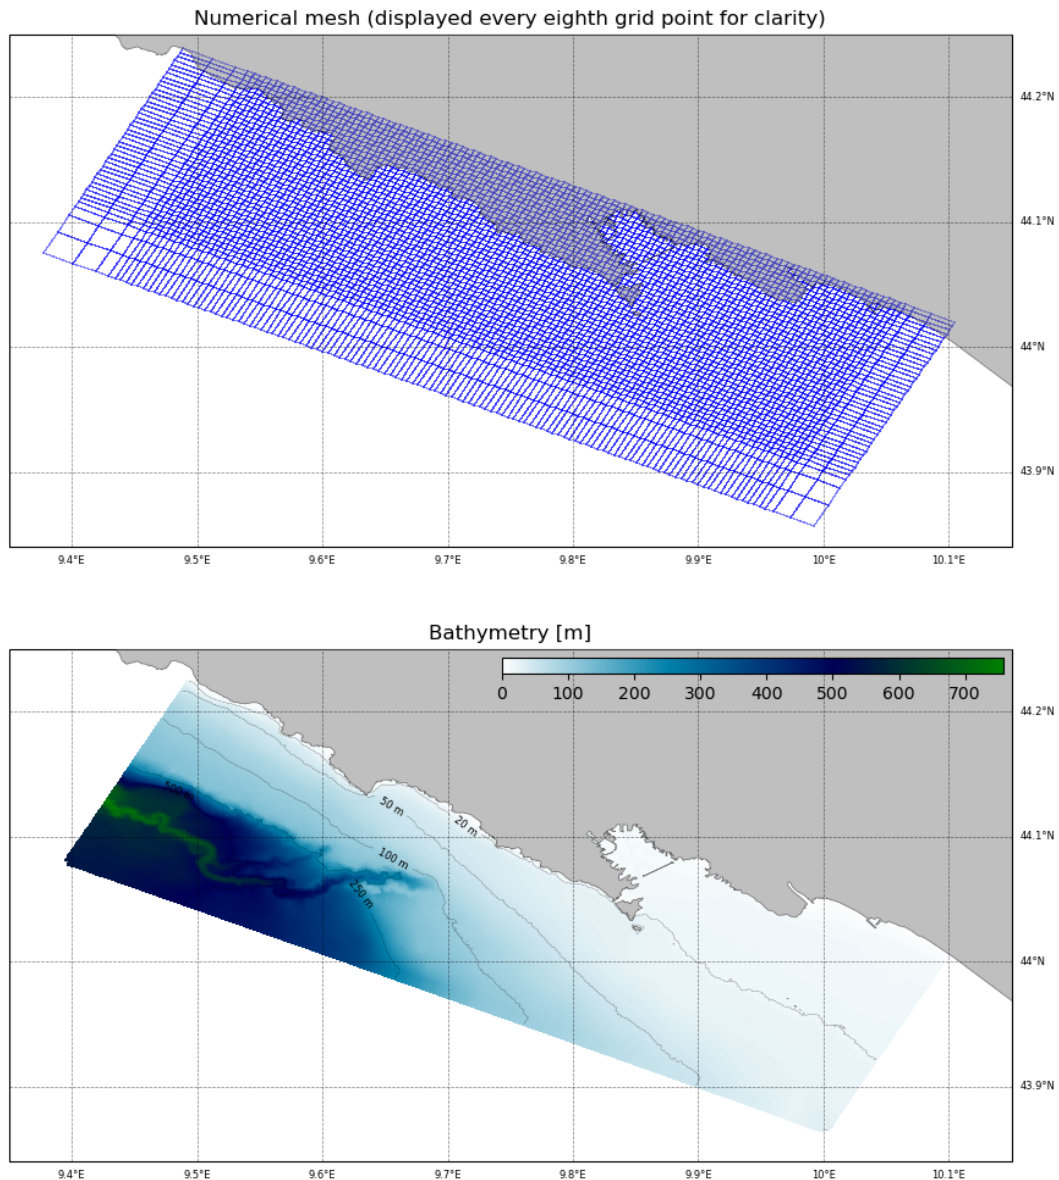 Numerical mesh (displayed every eighth grid point for clarity)
44.2°N
44.1°N
44°N
43.9°N
9.4°E 9.5°E 9.6°E 9.7°E 9.8°E 9.9°E 10°E 10.1°E
Bathymetry [m]
0 100 200 300 400 500 600 700
44.2°N
500 m
50 m
20 m
44.1°N
100 m
250 m
44°N
43.9°N
9.4°E 9.5°E 9.6°E 9.7°E 9.8°E 9.9°E 10°E 10.1°E